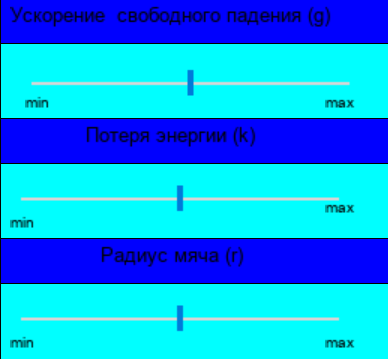 Ускорение свободного падения (g)
min max
Потеря энергии (k)
min max
Радиус мяча (r)
min max